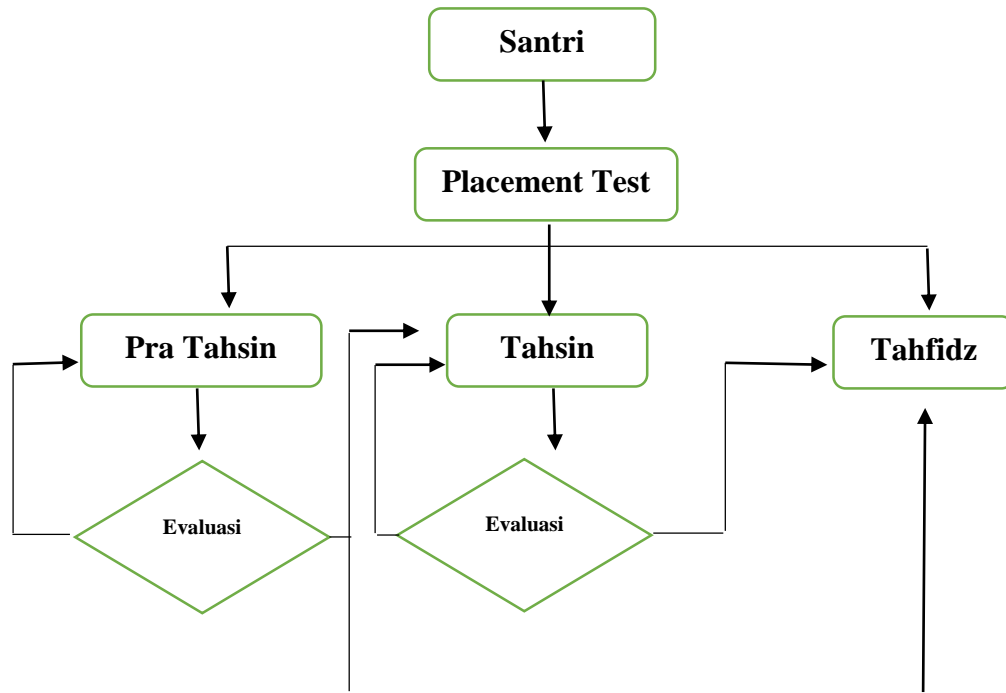 Santri
Placement Test
Pra Tahsin
Tahsin
Tahfidz
Evaluasi
Evaluasi